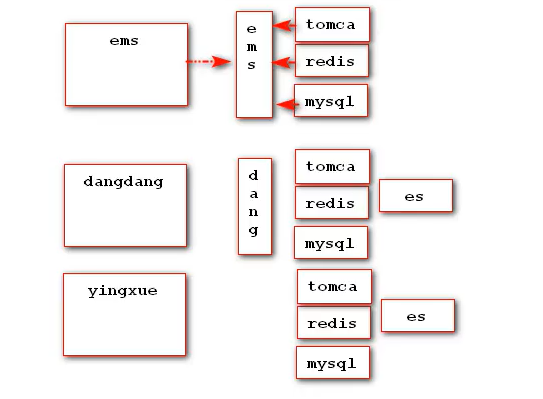 ems
e
m
s
tomca
redis
mysql
dangdang
d
a
n
g
tomca
redis
mysql
es
yingxue
tomca
redis
mysql
es